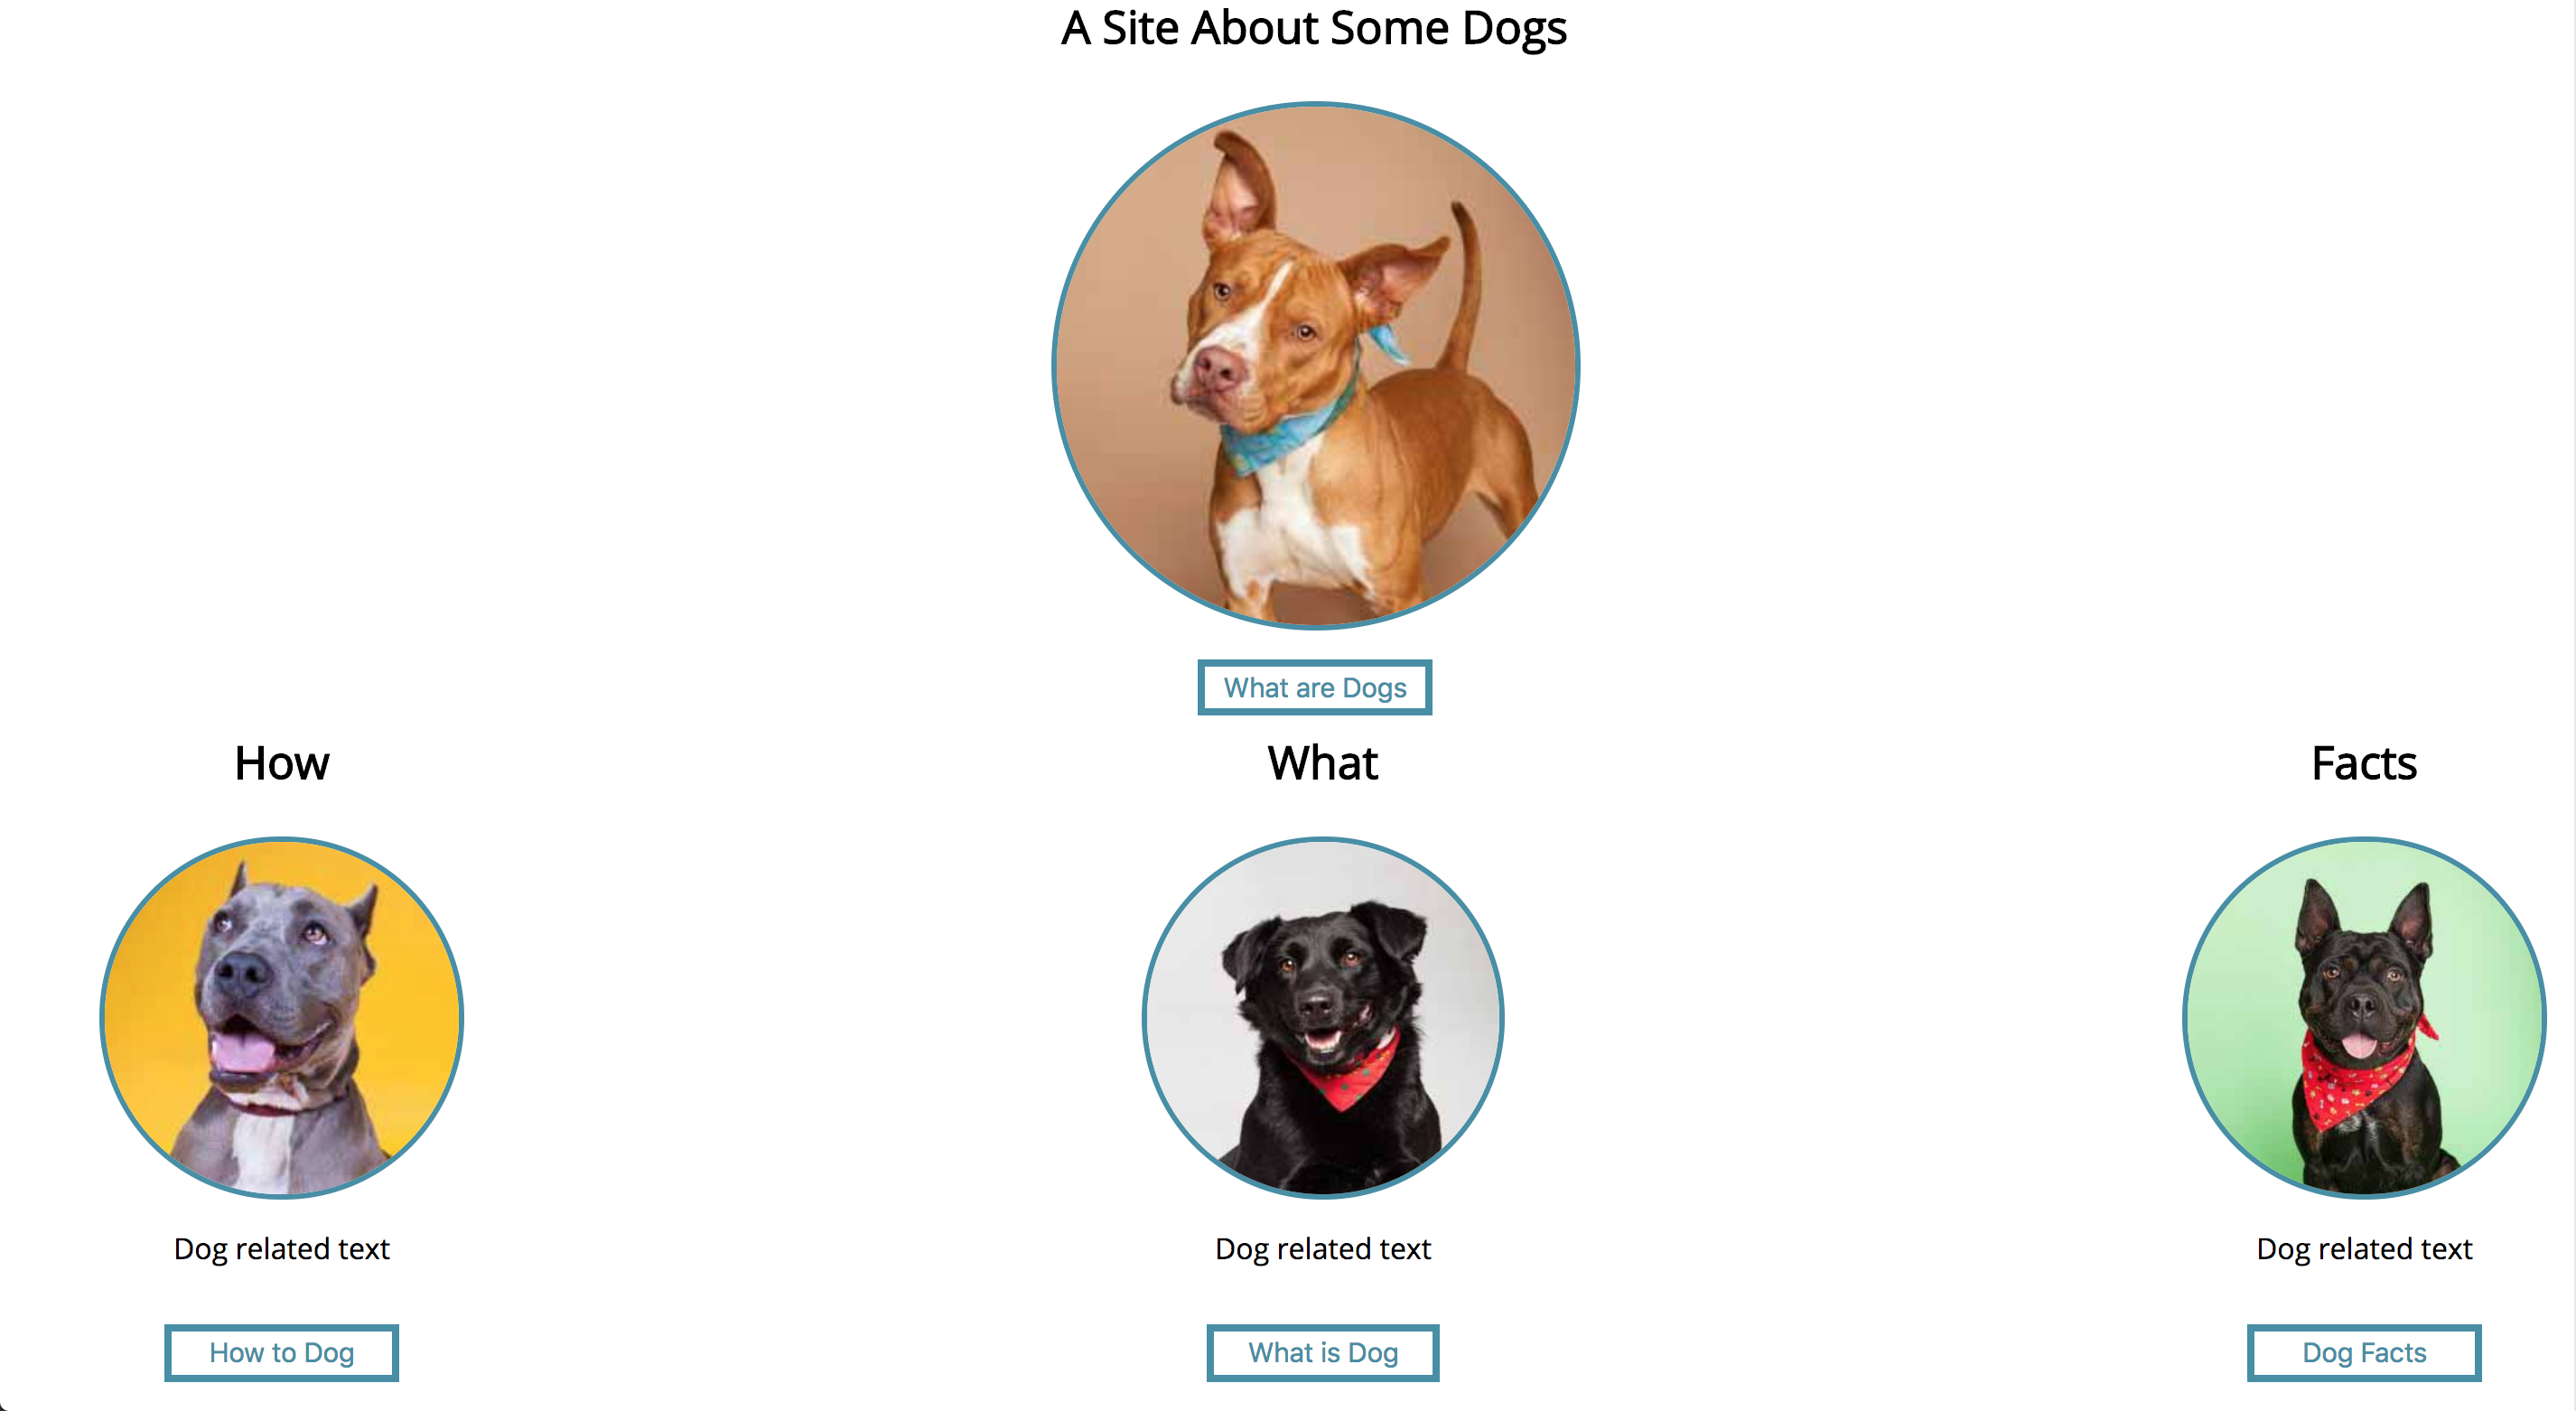 A Site About Some Dogs
What are Dogs
How
What
Facts
Dog related text
Dog related text
Dog related text
How to Dog
What is Dog
Dog Facts